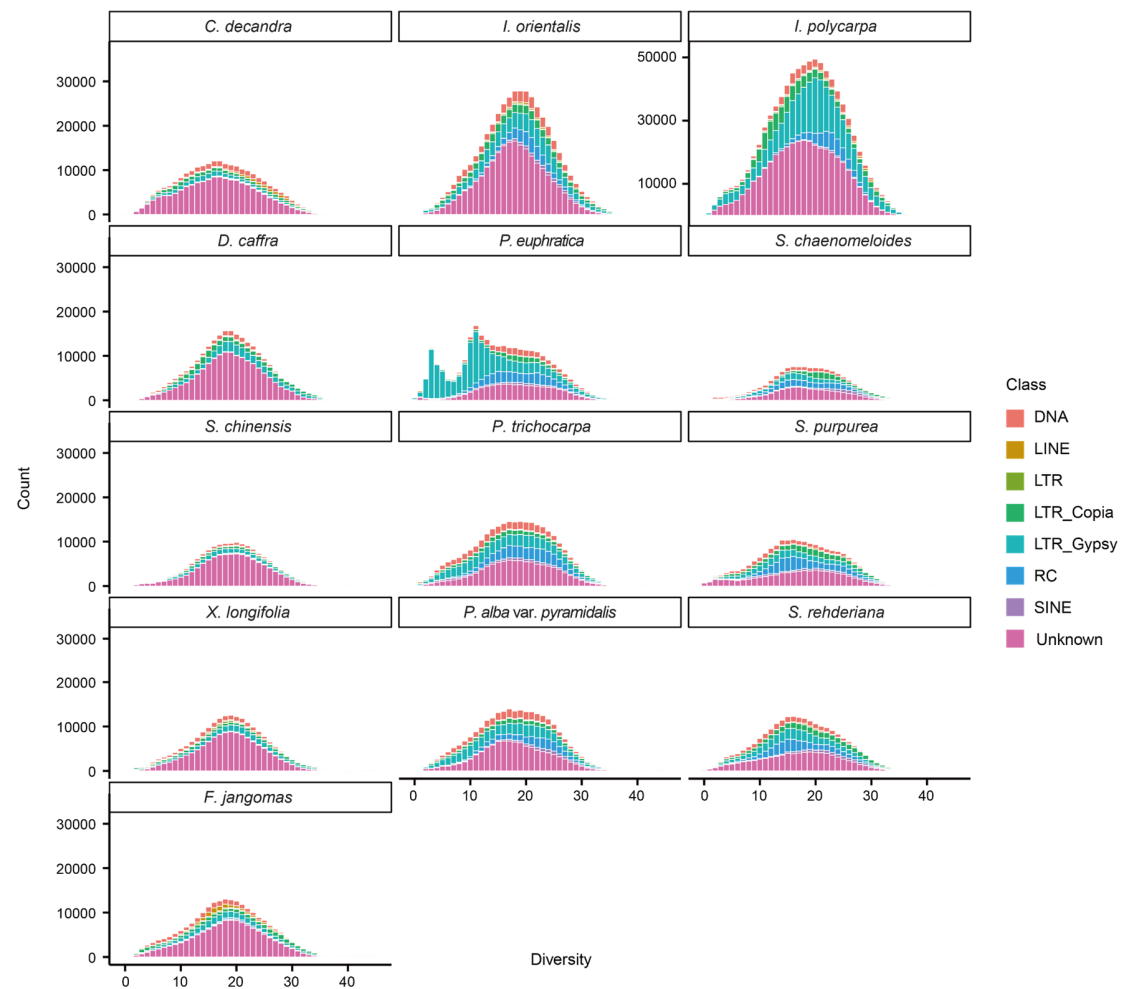 C. decandra
I. orientalis
I. polycarpa
50000
30000
10000
30000
20000
10000
0
D. caffra
P. euphratica
S. chaenomeloides
30000
20000
10000
0
S. chinensis
P. trichocarpa
S. purpurea
30000
20000
10000
0
X. longifolia
P. alba var. pyramidalis
S. rehderiana
30000
20000
10000
0
0 10 20 30 40
0 10 20 30 40
F. jangomas
30000
20000
10000
0
0 10 20 30 40
Count
Diversity
Class
DNA
LINE
LTR
LTR_Copia
LTR_Gypsy
RC
SINE
Unknown